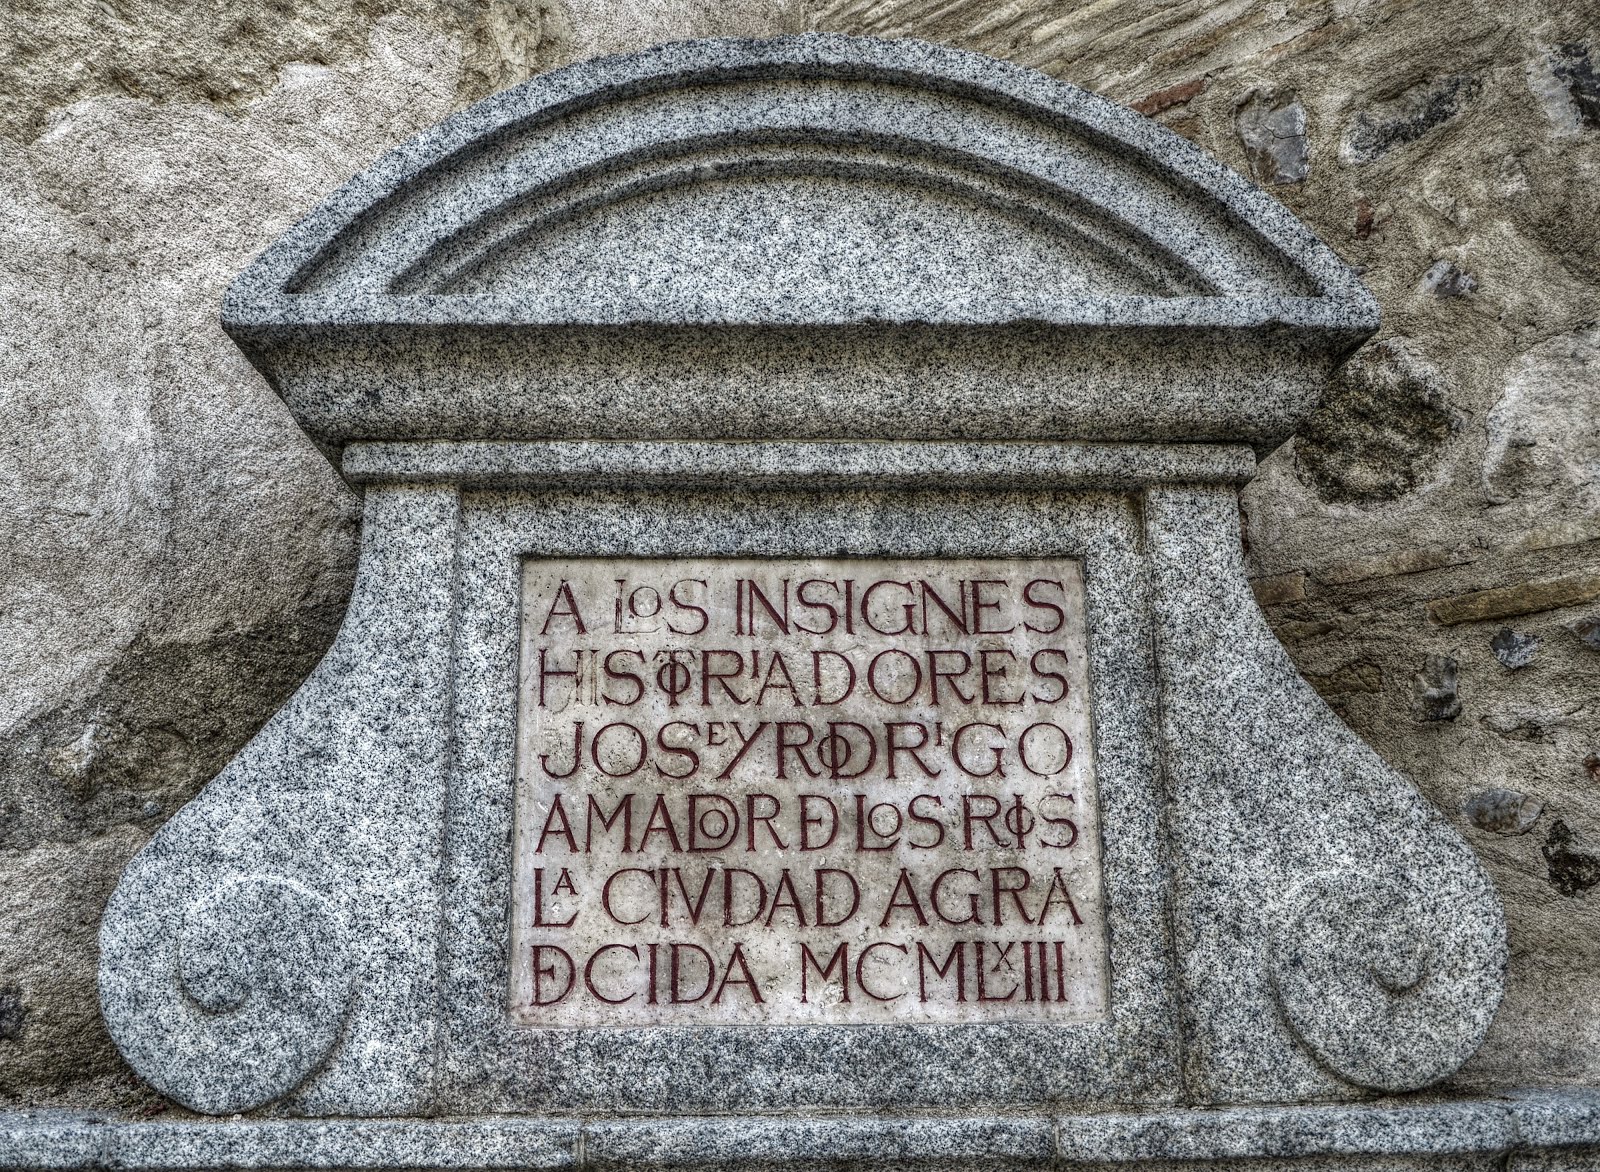 A LOS INSIGNES
HISTORIADORES
JOSE Y RODRIGO
AMADOR DE LOS RIOS
LA CIVDAD AGRA
DECIDA MCMLXIII